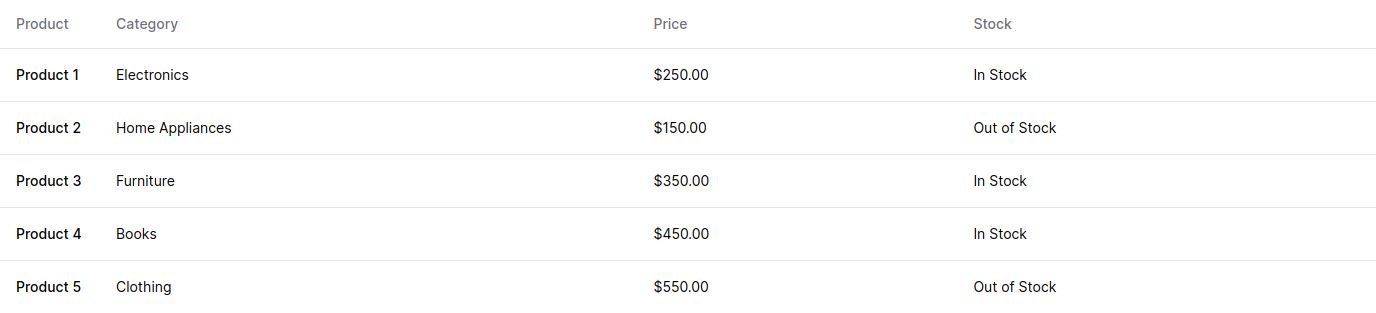 Product Category Price Stock
Product 1 Electronics $250.00 In Stock
Product 2 Home Appliances $150.00 Out of Stock
Product 3 Furniture $350.00 In Stock
Product 4 Books $450.00 In Stock
Product 5 Clothing $550.00 Out of Stock